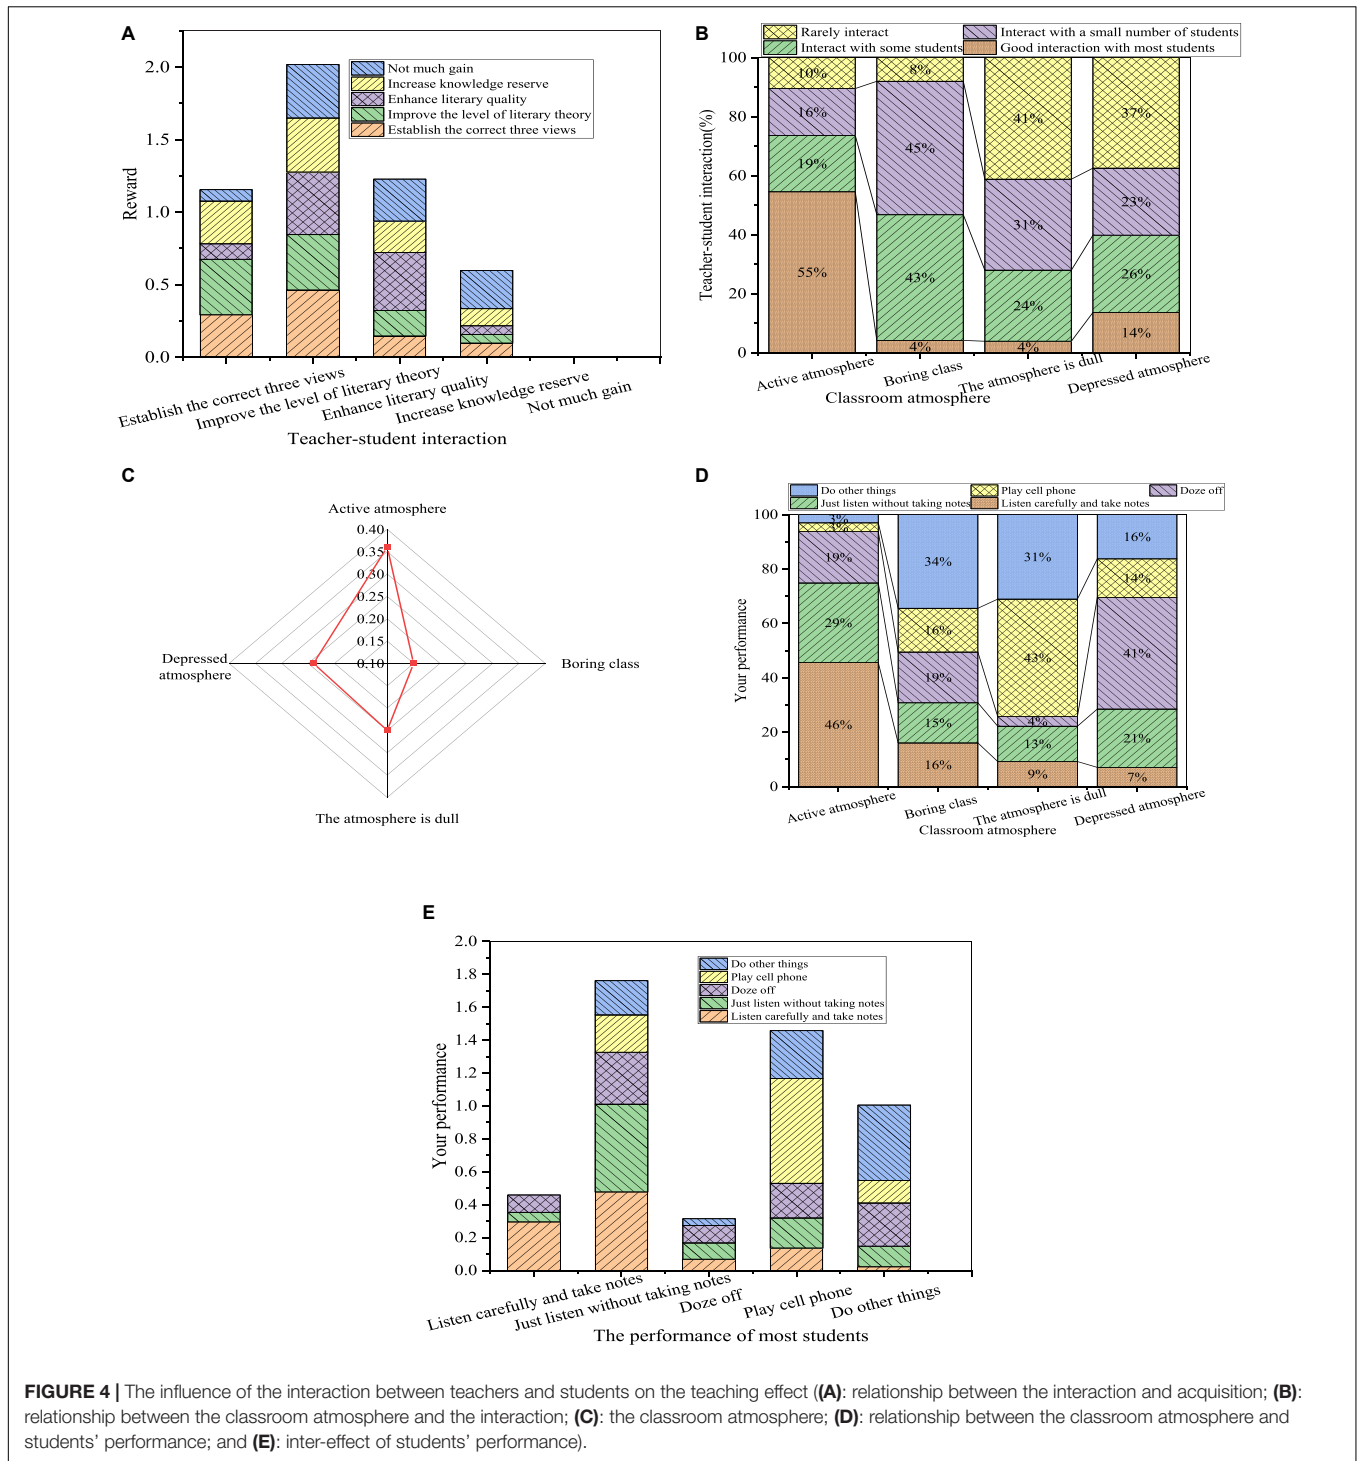 A
2.0
1.5
1.0
0.5
0.0
Reward
Not much gain
Increase knowledge reserve
Enhance literary quality
Improve the level of literary theory
Establish the correct three views
Establish the correct three views
Improve the level of literary theory
Enhance literary quality
Increase knowledge reserve
Not much gain
Teacher-student interaction
B
Rarely interact
Interact with a small number of students
Interact with some students
Good interaction with most students
100
80
60
40
20
0
Teacher-student interaction(%)
10%
16%
19%
55%
8%
45%
43%
4%
41%
31%
24%
4%
37%
23%
26%
14%
Active atmosphere
Boring class
The atmosphere is dull
Depressed atmosphere
Classroom atmosphere
C
Active atmosphere
0.40
0.35
0.30
0.25
0.20
0.15
0.10
Depressed
atmosphere
Boring class
The atmosphere is dull
D
Do other things
Play cell phone
Doze off
Just listen without taking notes
Listen carefully and take notes
100
80
60
40
20
0
Your performance
3%
3%
19%
29%
46%
34%
16%
19%
15%
16%
31%
43%
4%
13%
9%
16%
14%
41%
21%
7%
Active atmosphere
Boring class
The atmosphere is dull
Depressed atmosphere
Classroom atmosphere
E
2.0
1.8
1.6
1.4
1.2
1.0
0.8
0.6
0.4
0.2
0.0
Your performance
Do other things
Play cell phone
Doze off
Just listen without taking notes
Listen carefully and take notes
Listen carefully and take notes
Just listen without taking notes
Doze off
Play cell phone
Do other things
The performance of most students
FIGURE 4 | The influence of the interaction between teachers and students on the teaching effect ((A): relationship between the interaction and acquisition; (B):
relationship between the classroom atmosphere and the interaction; (C): the classroom atmosphere; (D): relationship between the classroom atmosphere and
students' performance; and (E): inter-effect of students' performance).